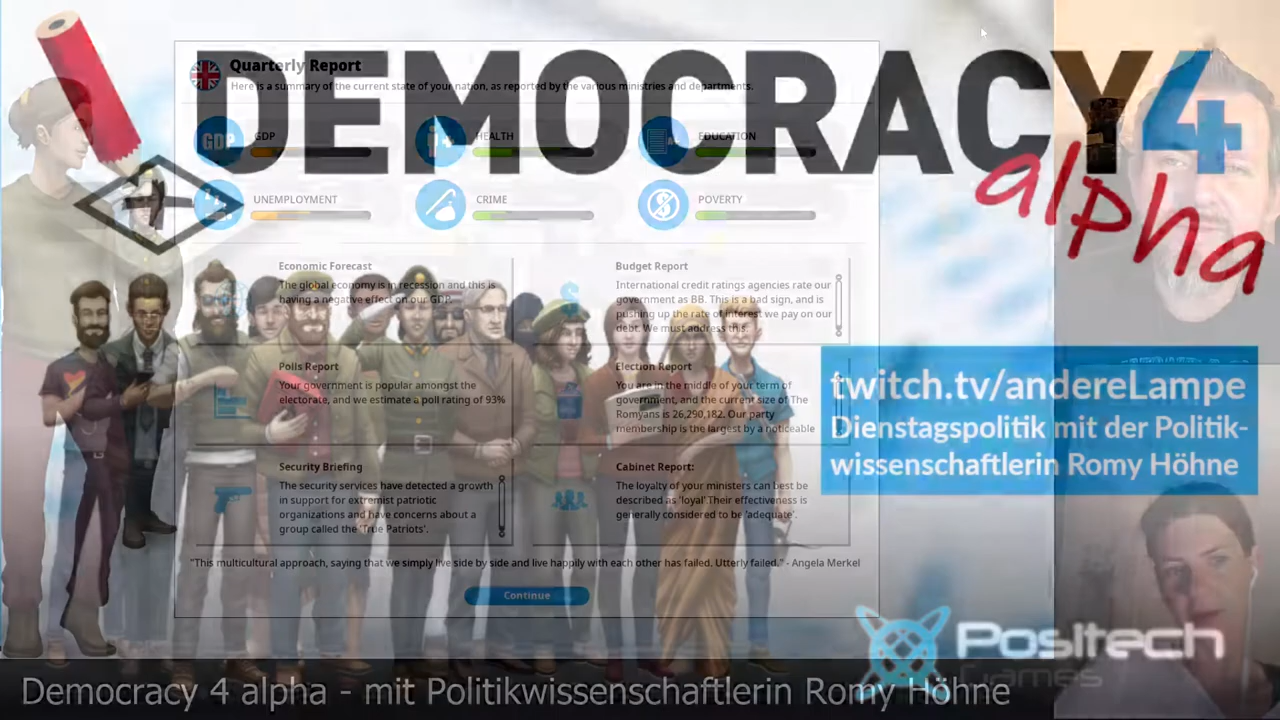 DEMOCRACY 4
alpha
Quarterly Report
Here is a summary of the current state of your nation, as reported by the various ministries and departments.
GDP
GDP
HEALTH
EDUCATION
UNEMPLOYMENT
CRIME
POVERTY
Economic Forecast
The global economy is in recession and this is
having a negative effect on our GDP.
Budget Report
International credit ratings agencies rate our
government as BB. This is a bad sign, and is
pushing up the rate of interest we pay on our
debt. We must address this.
Polls Report
Your government is popular amongst the
electorate, and we estimate a poll rating of 93%
Election Report
You are in the middle of your term of
government, and the current size of The
Romyans is 26,290,182. Our party
membership is the largest by a noticeable
Security Briefing
The security services have detected a growth
in support for extremist patriotic
organizations and have concerns about a
group called the 'True Patriots'.
Cabinet Report:
The loyalty of your ministers can best be
described as 'loyal'.Their effectiveness is
generally considered to be 'adequate'.
"This multicultural approach, saying that we simply live side by side and live happily with each other has failed. Utterly failed." - Angela Merkel
Continue
twitch.tv/andereLampe
Dienstagspolitik mit der Politik-
wissenschaftlerin Romy Höhne
Positech
Games
Democracy 4 alpha - mit Politikwissenschaftlerin Romy Höhne